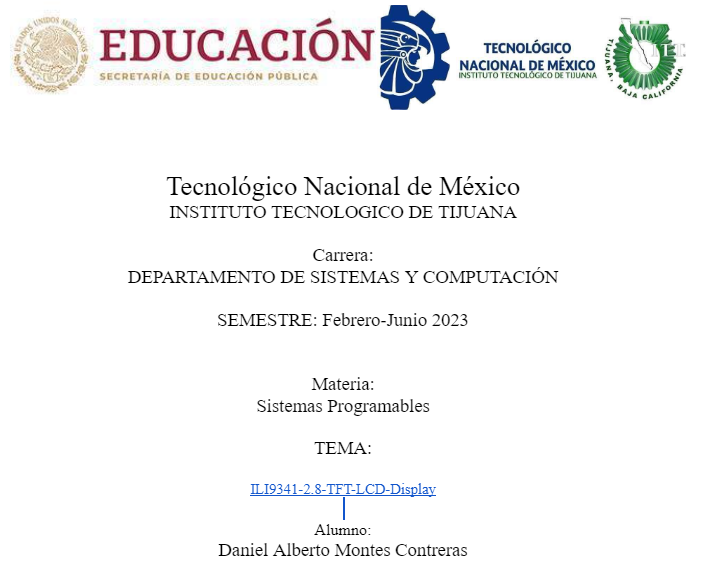 ESTADOS UNIDOS MEXICANOS
EDUCACIÓN
SECRETARÍA DE EDUCACIÓN PÚBLICA
TECNOLÓGICO
NACIONAL DE MÉXICO
INSTITUTO TECNOLÓGICO DE TIJUANA
ITT
TIJUANA, BAJA CALIFORNIA
Tecnológico Nacional de México
INSTITUTO TECNOLOGICO DE TIJUANA
Carrera:
DEPARTAMENTO DE SISTEMAS Y COMPUTACIÓN
SEMESTRE: Febrero-Junio 2023
Materia:
Sistemas Programables
TEMA:
ILI9341-2.8-TFT-LCD-Display
Alumno:
Daniel Alberto Montes Contreras